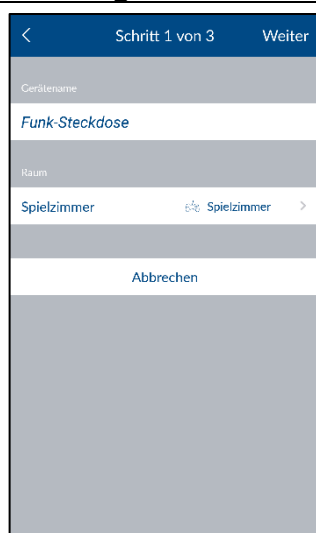 Schritt 1 von 3 Weiter
Gerätename
Funk-Steckdose
Raum
Spielzimmer Spielzimmer
Abbrechen